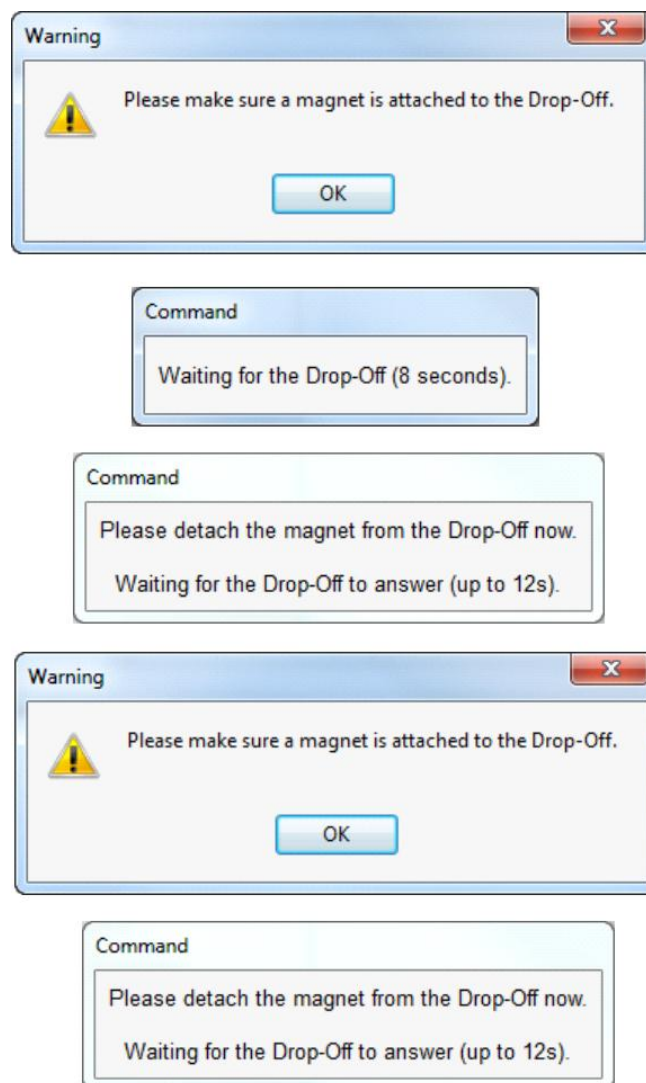 Warning
Please make sure a magnet is attached to the Drop-Off.
OK
Command
Waiting for the Drop-Off (8 seconds).
Command
Please detach the magnet from the Drop-Off now.
Waiting for the Drop-Off to answer (up to 12s).
Warning
Please make sure a magnet is attached to the Drop-Off.
OK
Command
Please detach the magnet from the Drop-Off now.
Waiting for the Drop-Off to answer (up to 12s).